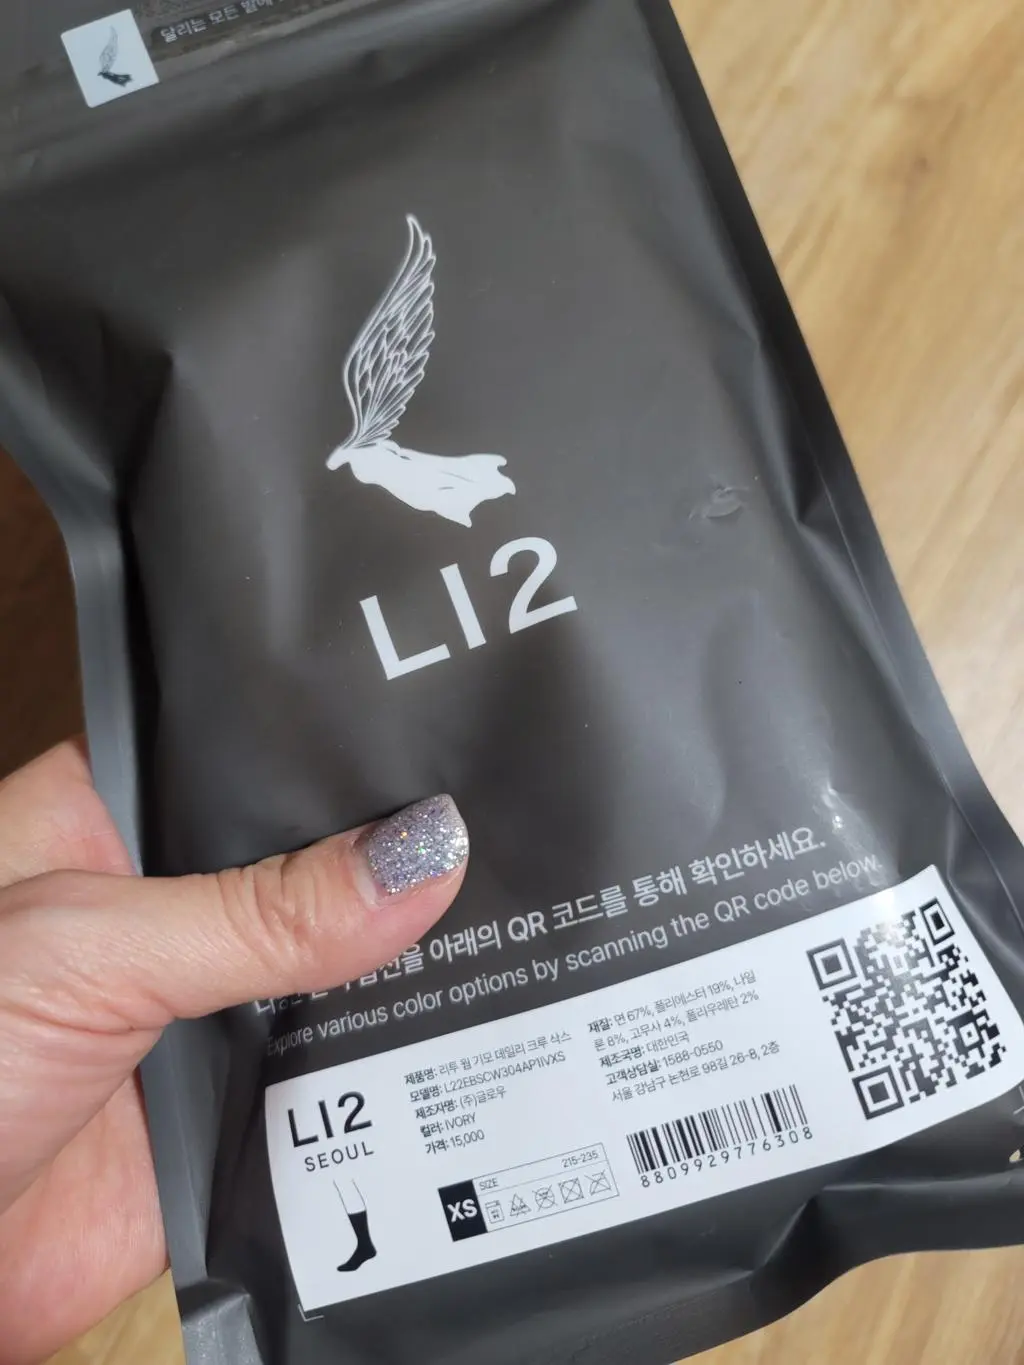 달리는 모든
LI2
아래의 QR 코드를 통해 확인하세요.
Explore various color options by scanning the QR code below.
LI2
SEOUL
제품명: 리투 웜 기모 데일리 크루 삭스
모델명: L22EBSCW304AP1IVXS
제조자명: (주)글로우
컬러: IVORY
가격: 15,000
XS
SIZE 215-235
재질: 면 67%, 폴리에스터 19%, 나일
론 8%, 고무사 4%, 폴리우레탄 2%
제조국명: 대한민국
고객상담실: 1588-0550
서울 강남구 논현로 98길 26-8, 2층
8809929776308